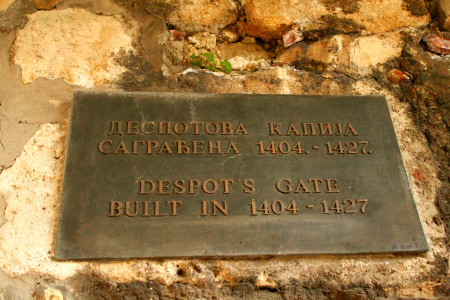 ДЕСПОТОВА КАПИЈА
САГРАЂЕНА 1404.-1427.
DESPOT'S GATE
BUILT IN 1404-1427